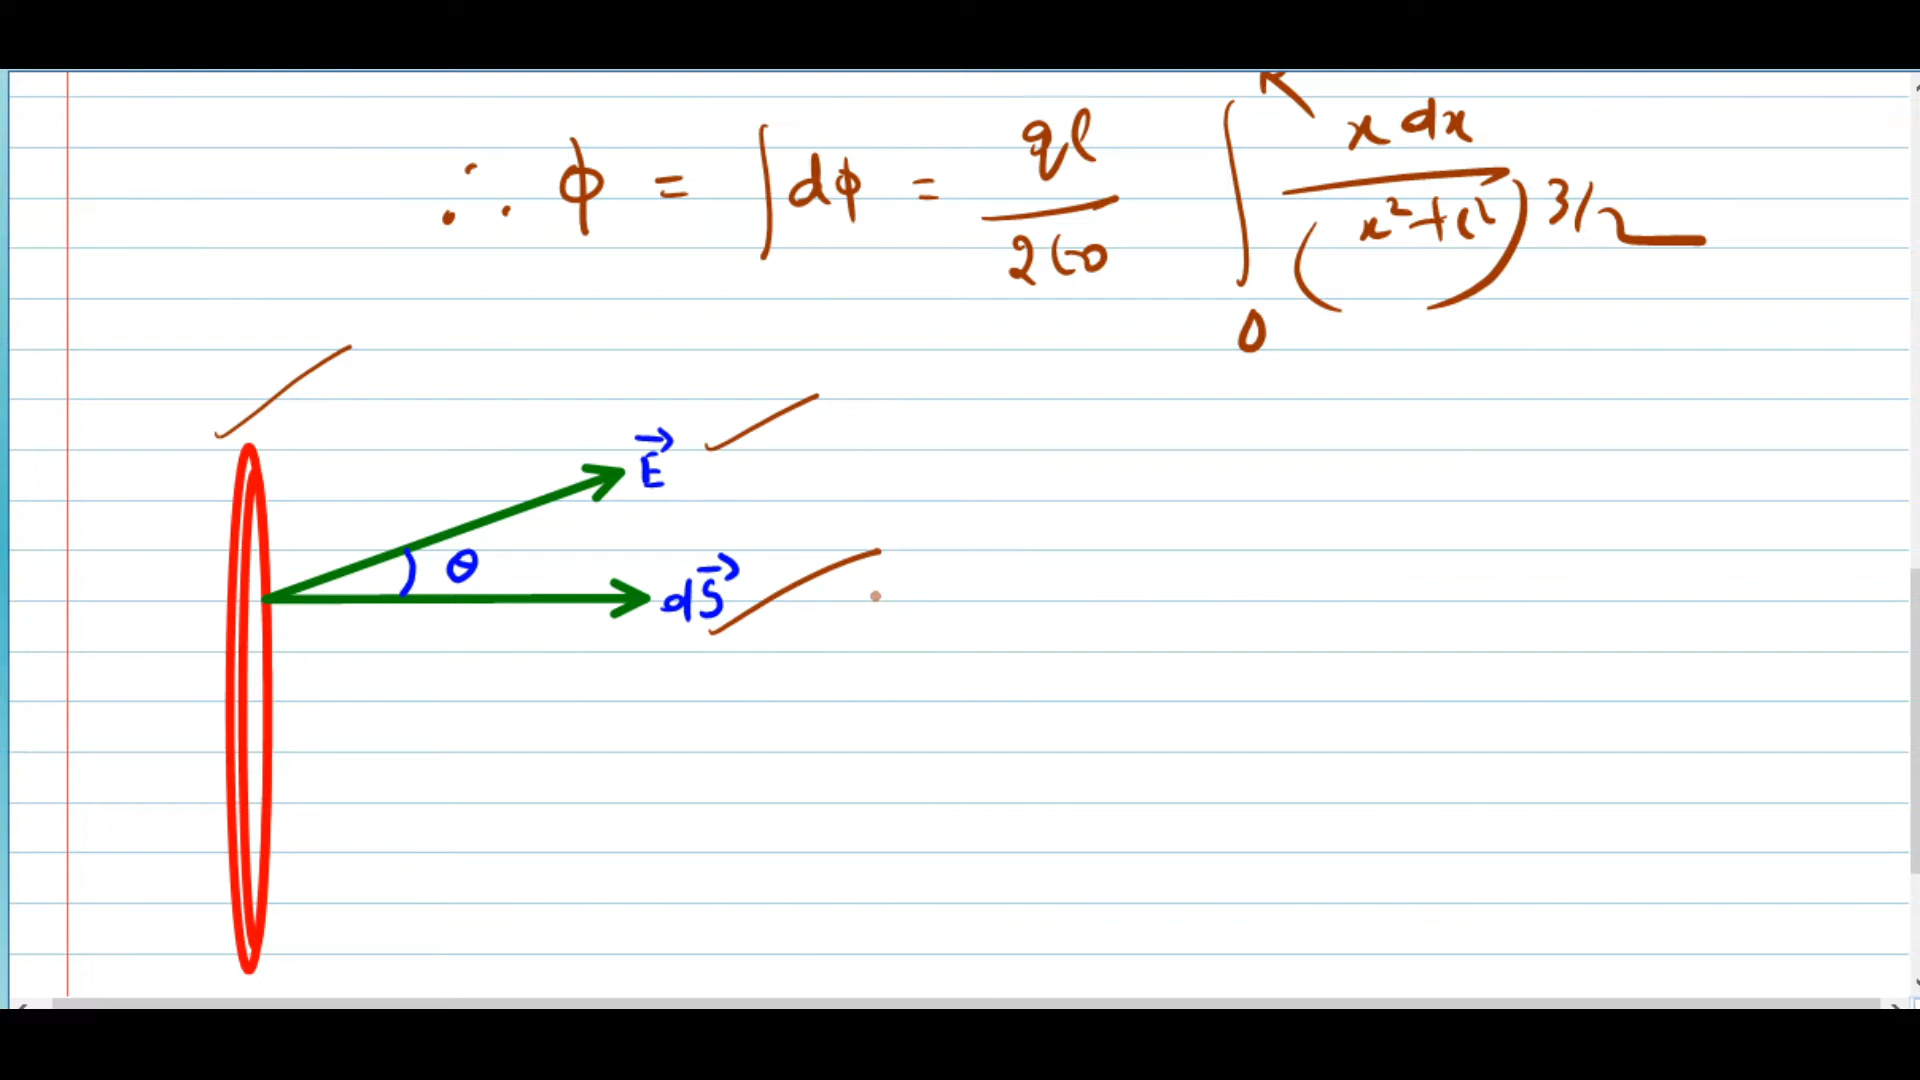 ∴ ϕ = ∫ dϕ = qℓ / 2ϵ0 ∫ 0 R x dx / (x² + ℓ²) 3/2
E⃗
θ
dS⃗